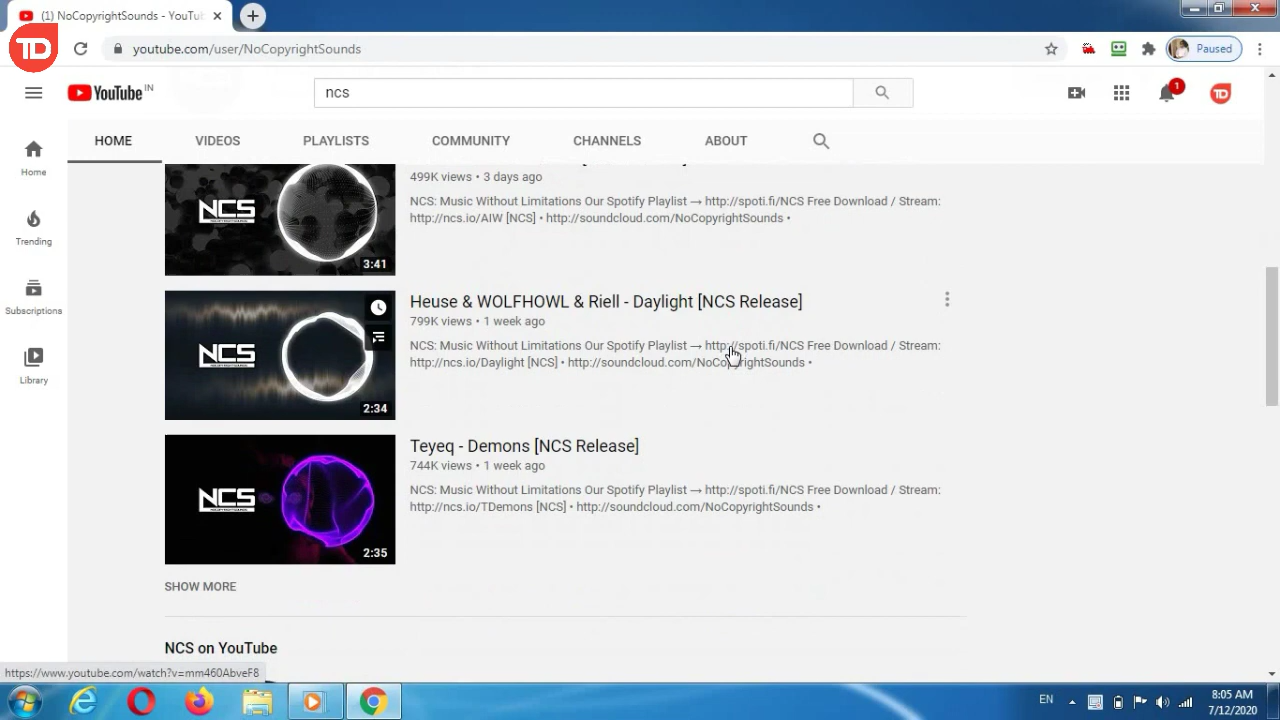 (1) NoCopyrightSounds - YouTu
TD
youtube.com/user/NoCopyrightSounds
Paused
YouTube IN
ncs
1
TD
HOME
VIDEOS
PLAYLISTS
COMMUNITY
CHANNELS
ABOUT
Home
Trending
Subscriptions
Library
NCS
3:41
499K views • 3 days ago
NCS: Music Without Limitations Our Spotify Playlist → http://spoti.fi/NCS Free Download / Stream:
http://ncs.io/AIW [NCS] • http://soundcloud.com/NoCopyrightSounds •
NCS
2:34
Heuse & WOLFHOWL & Riell - Daylight [NCS Release]
799K views • 1 week ago
NCS: Music Without Limitations Our Spotify Playlist → http://spoti.fi/NCS Free Download / Stream:
http://ncs.io/Daylight [NCS] • http://soundcloud.com/NoCopyrightSounds •
NCS
2:35
Teyeq - Demons [NCS Release]
744K views • 1 week ago
NCS: Music Without Limitations Our Spotify Playlist → http://spoti.fi/NCS Free Download / Stream:
http://ncs.io/TDemons [NCS] • http://soundcloud.com/NoCopyrightSounds •
SHOW MORE
NCS on YouTube
https://www.youtube.com/watch?v=mm460AbveF8
EN
8:05 AM
7/12/2020